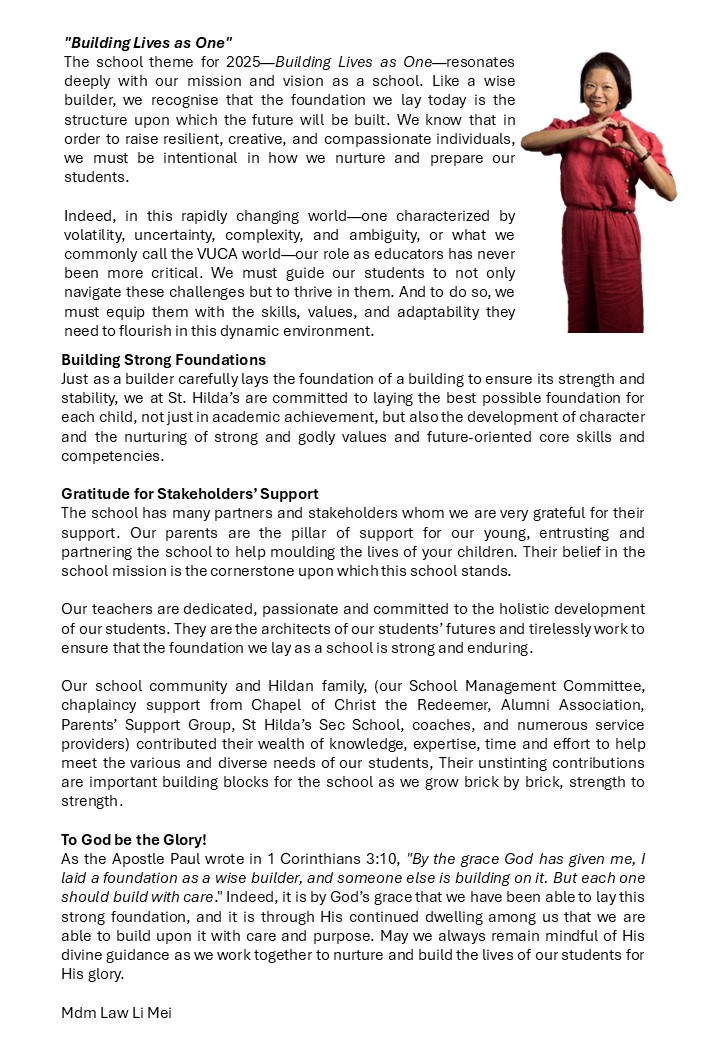 "Building Lives as One"
The school theme for 2025—Building Lives as One—resonates
deeply with our mission and vision as a school. Like a wise
builder, we recognise that the foundation we lay today is the
structure upon which the future will be built. We know that in
order to raise resilient, creative, and compassionate individuals,
we must be intentional in how we nurture and prepare our
students.
Indeed, in this rapidly changing world—one characterized by
volatility, uncertainty, complexity, and ambiguity, or what we
commonly call the VUCA world—our role as educators has never
been more critical. We must guide our students to not only
navigate these challenges but to thrive in them. And to do so, we
must equip them with the skills, values, and adaptability they
need to flourish in this dynamic environment.
Building Strong Foundations
Just as a builder carefully lays the foundation of a building to ensure its strength and
stability, we at St. Hilda’s are committed to laying the best possible foundation for
each child, not just in academic achievement, but also the development of character
and the nurturing of strong and godly values and future-oriented core skills and
competencies.
Gratitude for Stakeholders’ Support
The school has many partners and stakeholders whom we are very grateful for their
support. Our parents are the pillar of support for our young, entrusting and
partnering the school to help moulding the lives of your children. Their belief in the
school mission is the cornerstone upon which this school stands.
Our teachers are dedicated, passionate and committed to the holistic development
of our students. They are the architects of our students’ futures and tirelessly work to
ensure that the foundation we lay as a school is strong and enduring.
Our school community and Hildan family, (our School Management Committee,
chaplaincy support from Chapel of Christ the Redeemer, Alumni Association,
Parents’ Support Group, St Hilda’s Sec School, coaches, and numerous service
providers) contributed their wealth of knowledge, expertise, time and effort to help
meet the various and diverse needs of our students, Their unstinting contributions
are important building blocks for the school as we grow brick by brick, strength to
strength.
To God be the Glory!
As the Apostle Paul wrote in 1 Corinthians 3:10, "By the grace God has given me, I
laid a foundation as a wise builder, and someone else is building on it. But each one
should build with care." Indeed, it is by God’s grace that we have been able to lay this
strong foundation, and it is through His continued dwelling among us that we are
able to build upon it with care and purpose. May we always remain mindful of His
divine guidance as we work together to nurture and build the lives of our students for
His glory.
Mdm Law Li Mei